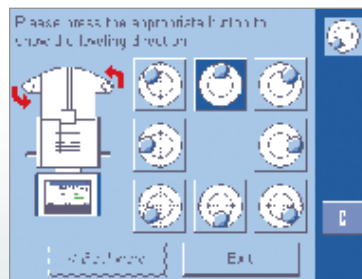 Please press the appropriate button to
show the leveling direction
Exit